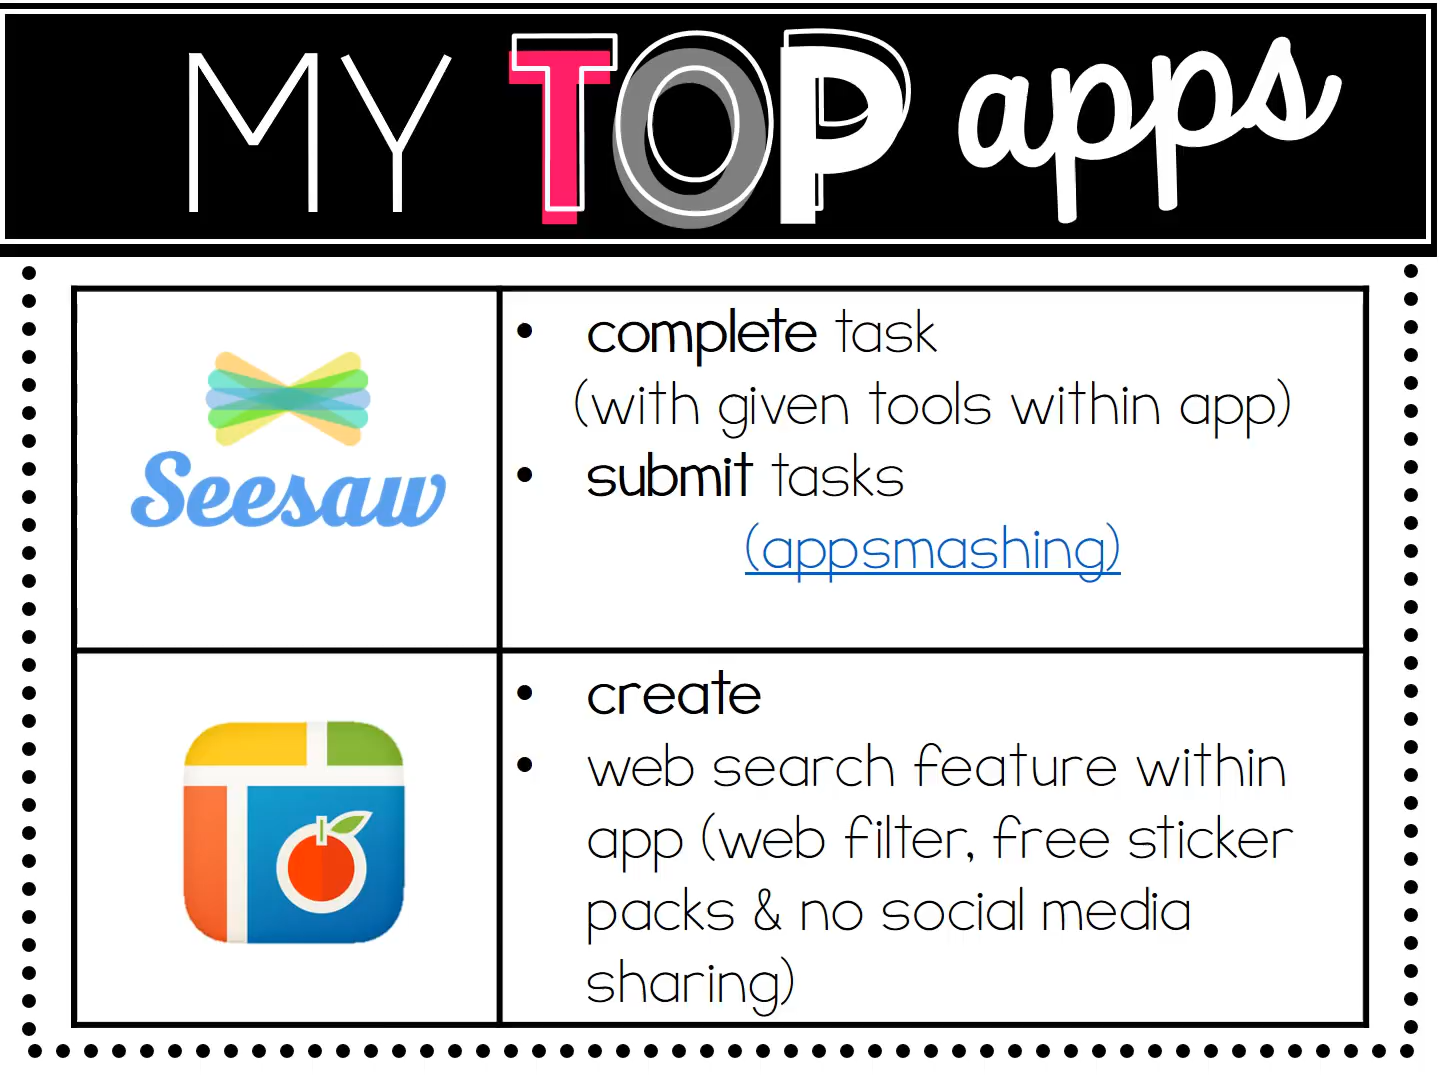 MY TOP apps
• complete task
(with given tools within app)
• submit tasks
(appsmashing)
Seesaw
• create
• web search feature within
app (web filter, free sticker
packs & no social media
sharing)